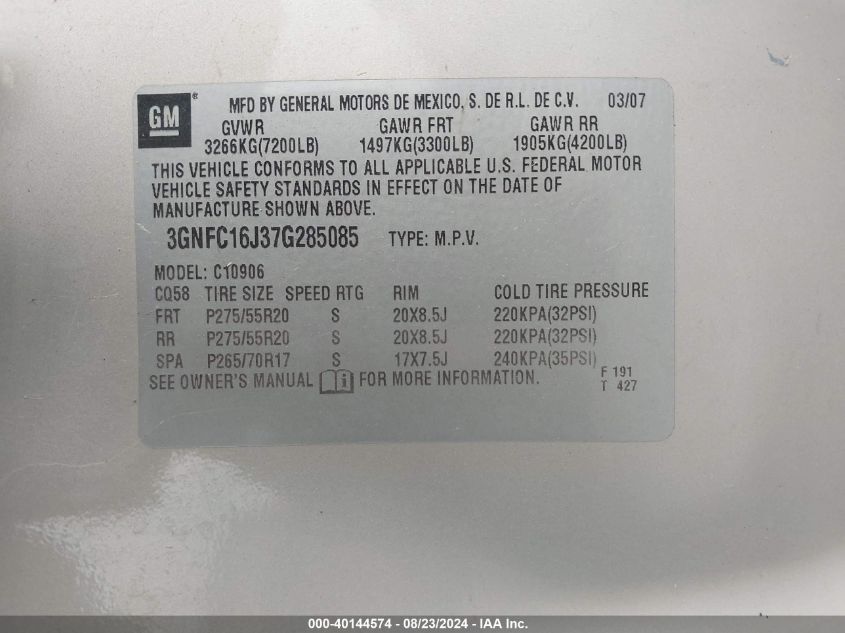 GM ® MFD BY GENERAL MOTORS DE MEXICO, S. DE R.L. DE C.V. 03/07
GVWR GAWR FRT GAWR RR
3266KG(7200LB) 1497KG(3300LB) 1905KG(4200LB)
THIS VEHICLE CONFORMS TO ALL APPLICABLE U.S. FEDERAL MOTOR
VEHICLE SAFETY STANDARDS IN EFFECT ON THE DATE OF
MANUFACTURE SHOWN ABOVE.
3GNFC16J37G285085 TYPE: M.P.V.
MODEL: C10906
CQ58 TIRE SIZE SPEED RTG RIM COLD TIRE PRESSURE
FRT P275/55R20 S 20X8.5J 220KPA(32PSI)
RR P275/55R20 S 20X8.5J 220KPA(32PSI)
SPA P265/70R17 S 17X7.5J 240KPA(35PSI)
SEE OWNER'S MANUAL i FOR MORE INFORMATION. F 191
T 427
000-40144574 - 08/23/2024 - IAA Inc.